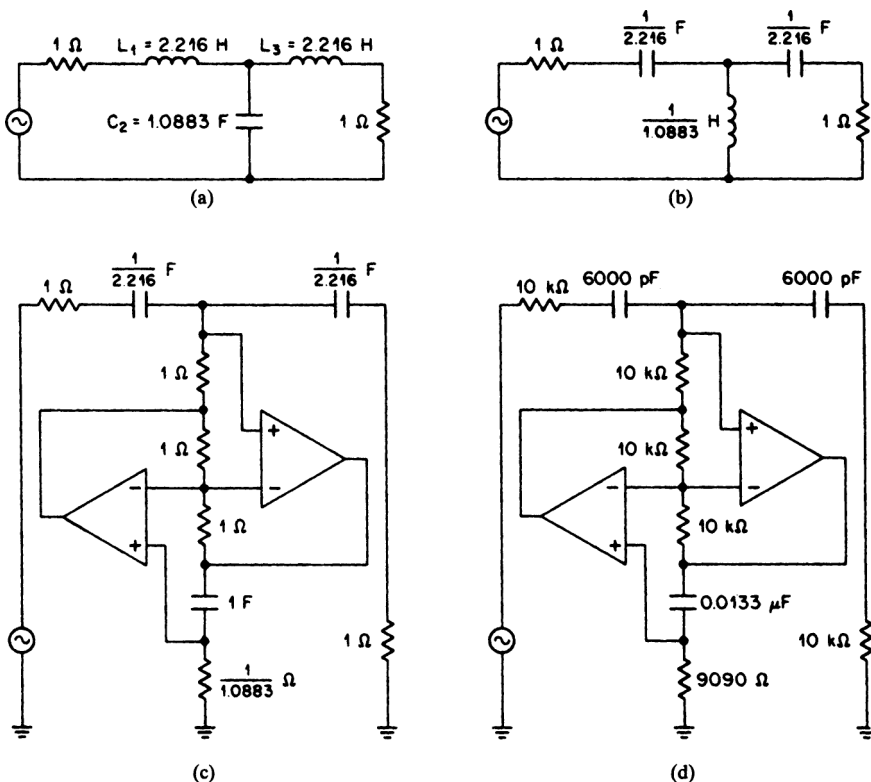 1 Ω
L₁ = 2.216 H
L₃ = 2.216 H
C₂ = 1.0883 F
1 Ω
(a)
1 Ω
1/2.216 F
1/2.216 F
1/1.0883 H
1 Ω
(b)
1 Ω
1/2.216 F
1/2.216 F
1 Ω
+
1 Ω
−
−
1 Ω
+
1 F
1 Ω
1/1.0883 Ω
(c)
10 kΩ
6000 pF
6000 pF
10 kΩ
+
10 kΩ
−
−
10 kΩ
+
0.0133 μF
10 kΩ
9090 Ω
(d)